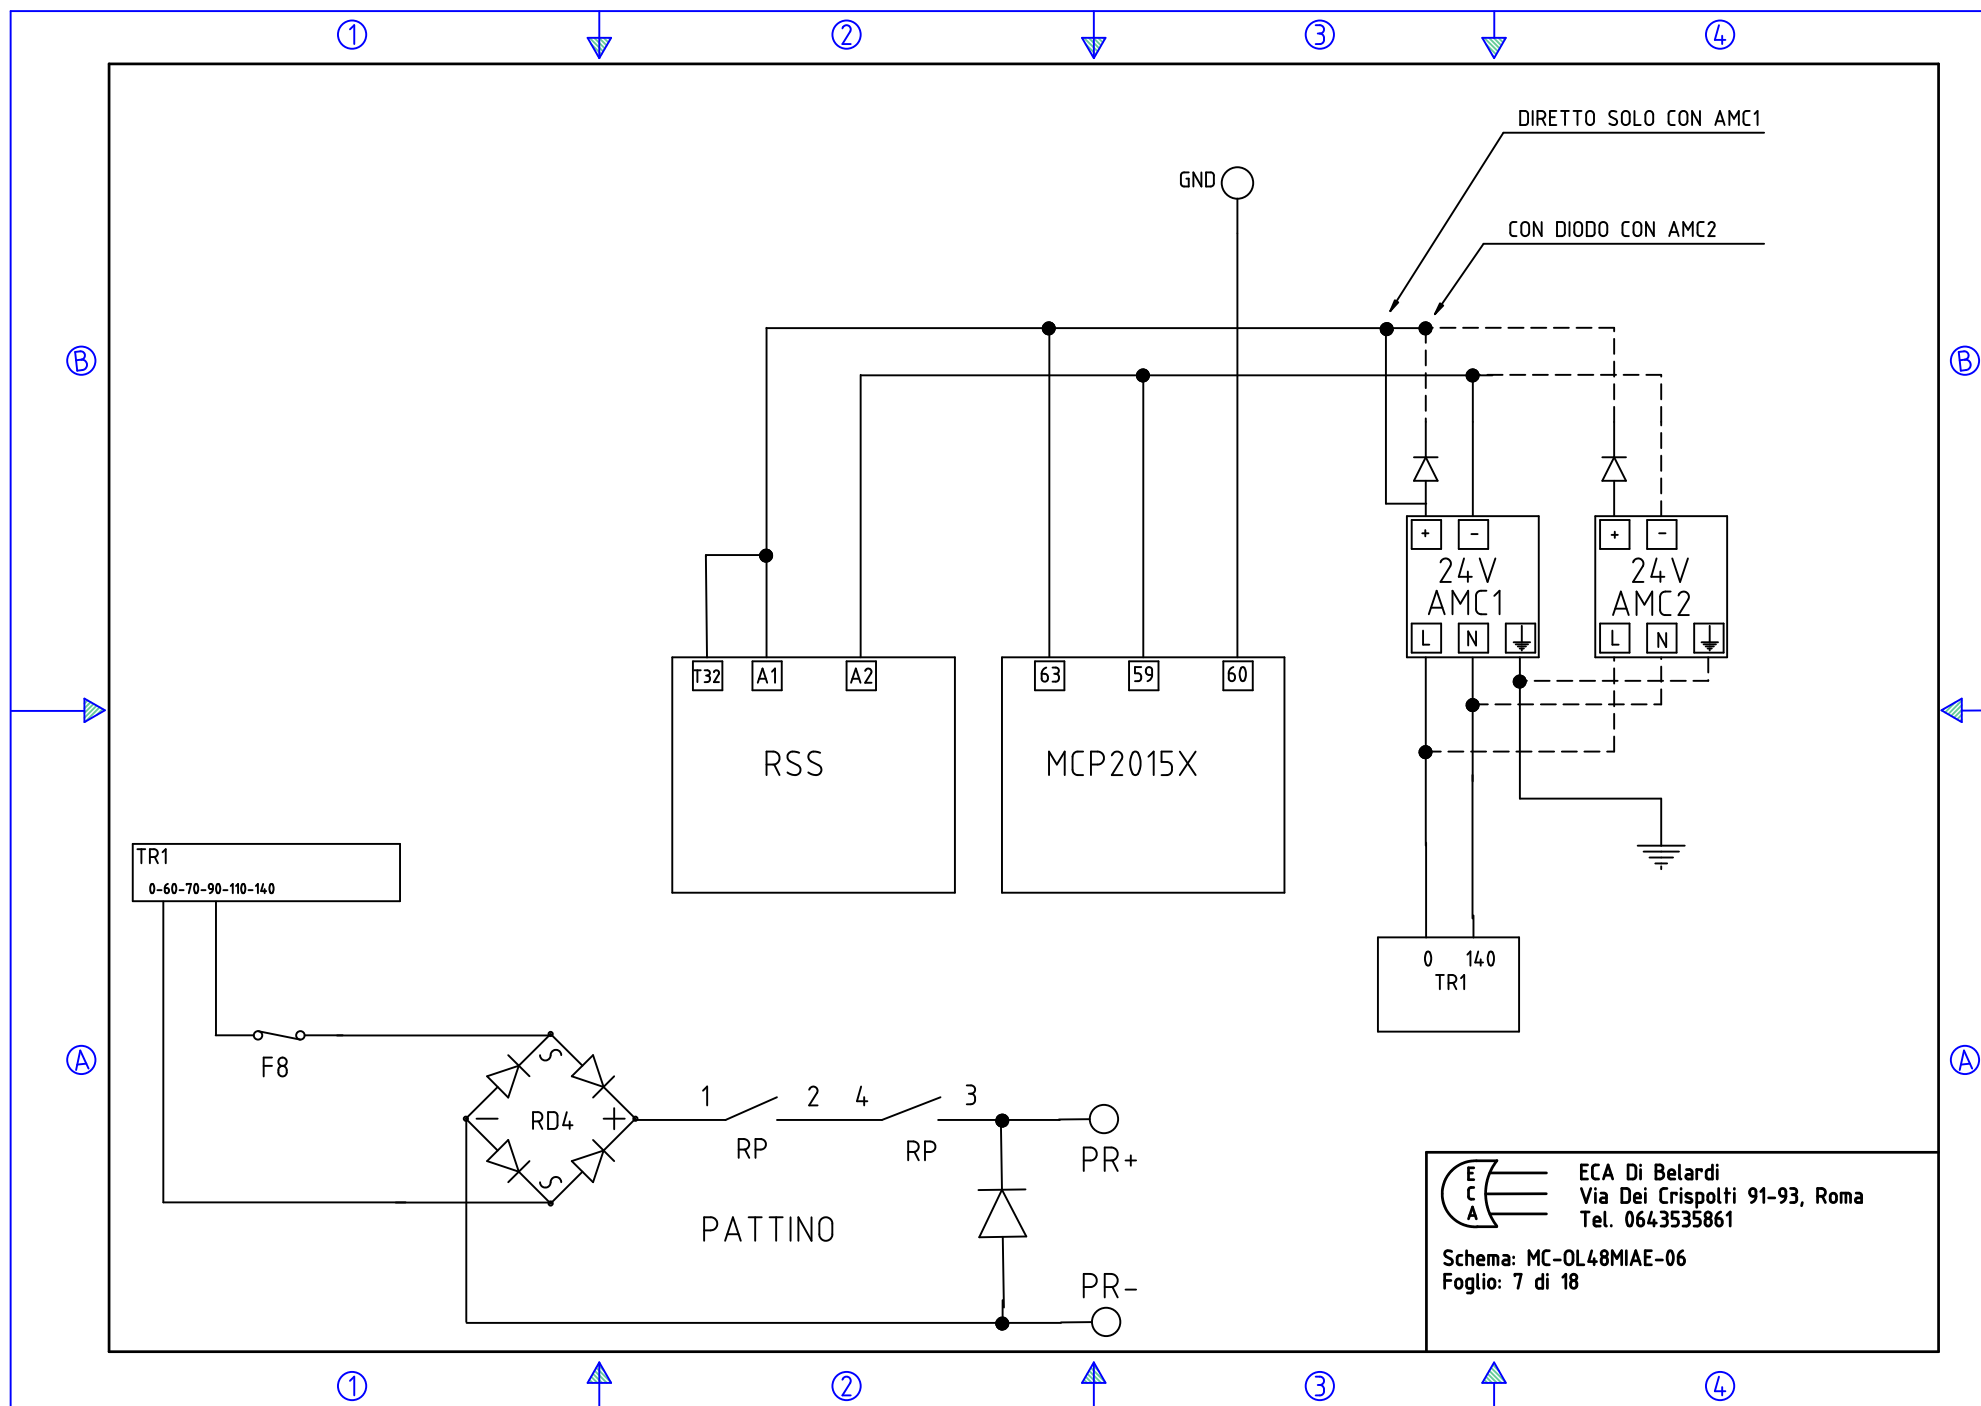 1 2 3 4
DIRETTO SOLO CON AMC1
GND
CON DIODO CON AMC2
B B
+ - + -
24V 24V
AMC1 AMC2
L N L N
T32 A1 A2 63 59 60
RSS MCP2015X
TR1
0-60-70-90-110-140
0 140
TR1
A A
F8
S
1 2 4 3
- RD4 +
RP RP
PR+
S
PATTINO
PR-
E
C
A
ECA Di Belardi
Via Dei Crispolti 91-93, Roma
Tel. 0643535861
Schema: MC-OL48MIAE-06
Foglio: 7 di 18
1 2 3 4